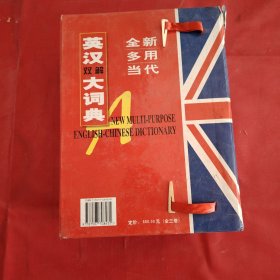 全新
多用
当代
英汉
双解
大词典
A
NEW MULTI-PURPOSE
ENGLISH-CHINESE DICTIONARY